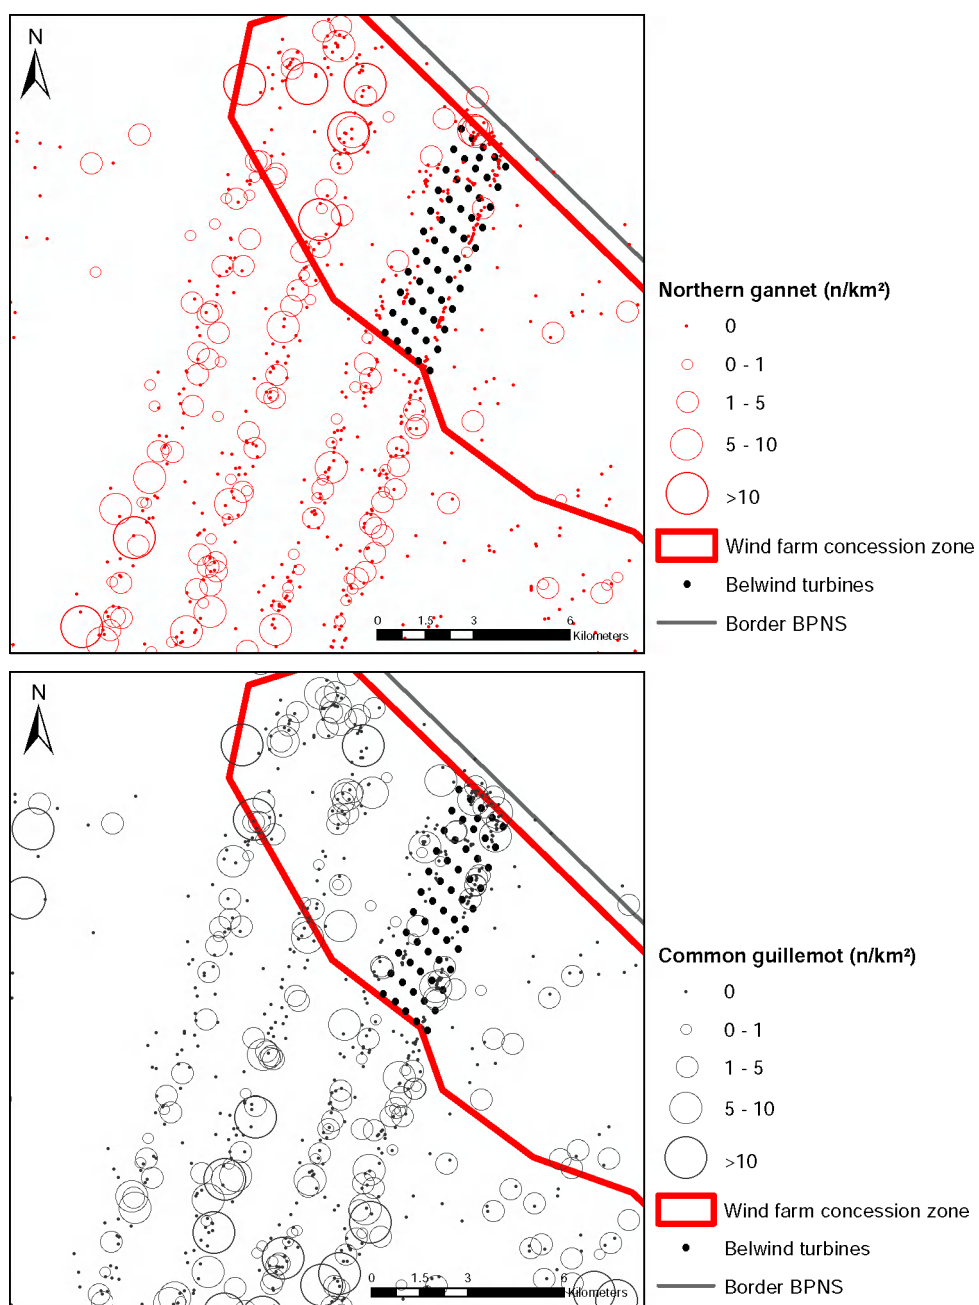 N
Northern gannet (n/km²)
0
0 - 1
1 - 5
5 - 10
>10
Wind farm concession zone
Belwind turbines
Border BPNS
0 1.5 3 6
Kilometers
N
Common guillemot (n/km²)
0
0 - 1
1 - 5
5 - 10
>10
Wind farm concession zone
Belwind turbines
Border BPNS
0 1.5 3 6
Kilometers